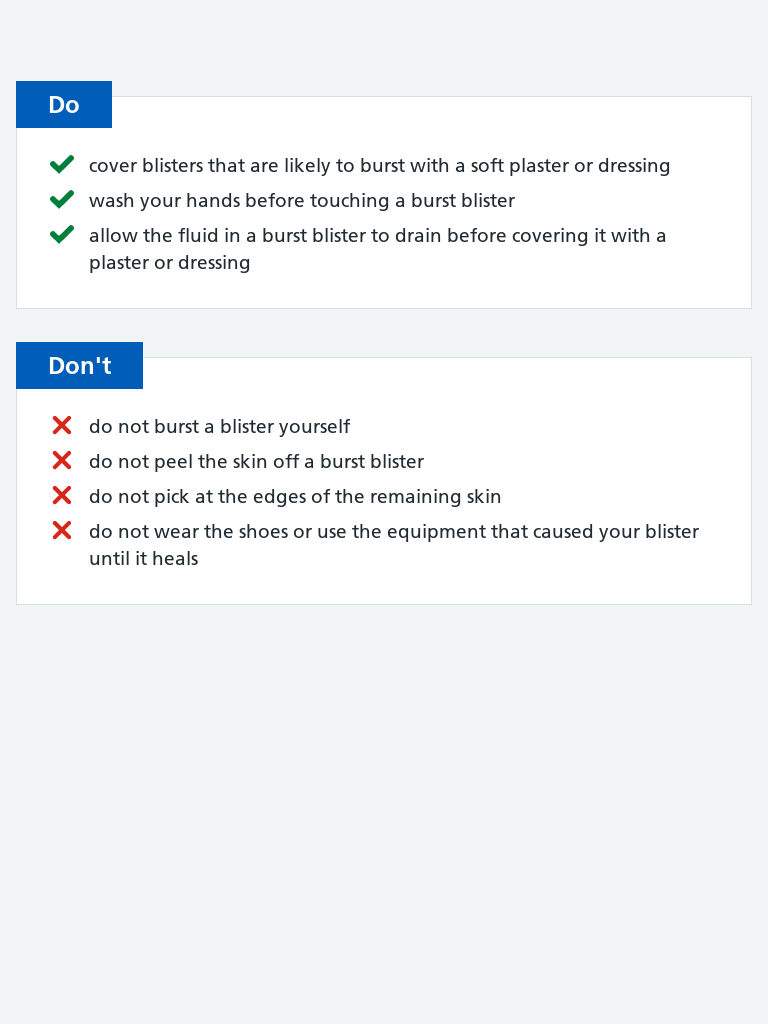 Do
cover blisters that are likely to burst with a soft plaster or dressing
wash your hands before touching a burst blister
allow the fluid in a burst blister to drain before covering it with a
plaster or dressing
Don't
do not burst a blister yourself
do not peel the skin off a burst blister
do not pick at the edges of the remaining skin
do not wear the shoes or use the equipment that caused your blister
until it heals